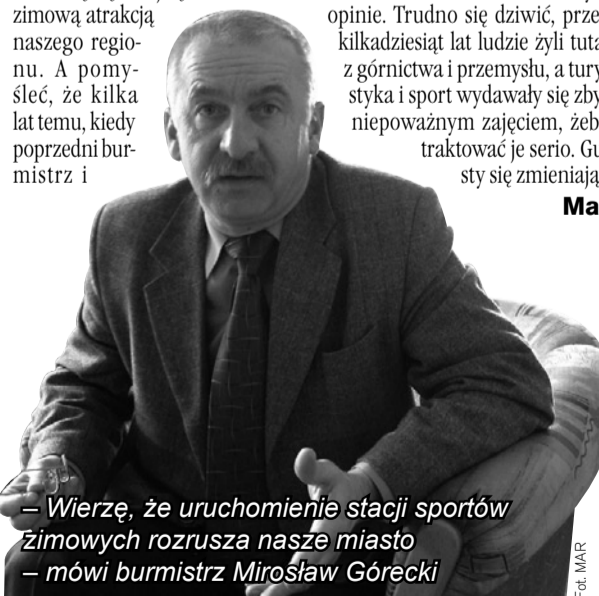 zimową atrakcją
naszego regio-
nu. A pomy-
śleć, że kilka
lat temu, kiedy
poprzedni bur-
mistrz i
opinie. Trudno się dziwić, prze
kilkadziesiąt lat ludzie żyli tuta
z górnictwa i przemysłu, a tury
styka i sport wydawały się zby
niepoważnym zajęciem, żeb
traktować je serio. Gu
sty się zmieniają
Ma
– Wierzę, że uruchomienie stacji sportów
zimowych rozrusza nasze miasto
– mówi burmistrz Mirosław Górecki
Fot. MAR